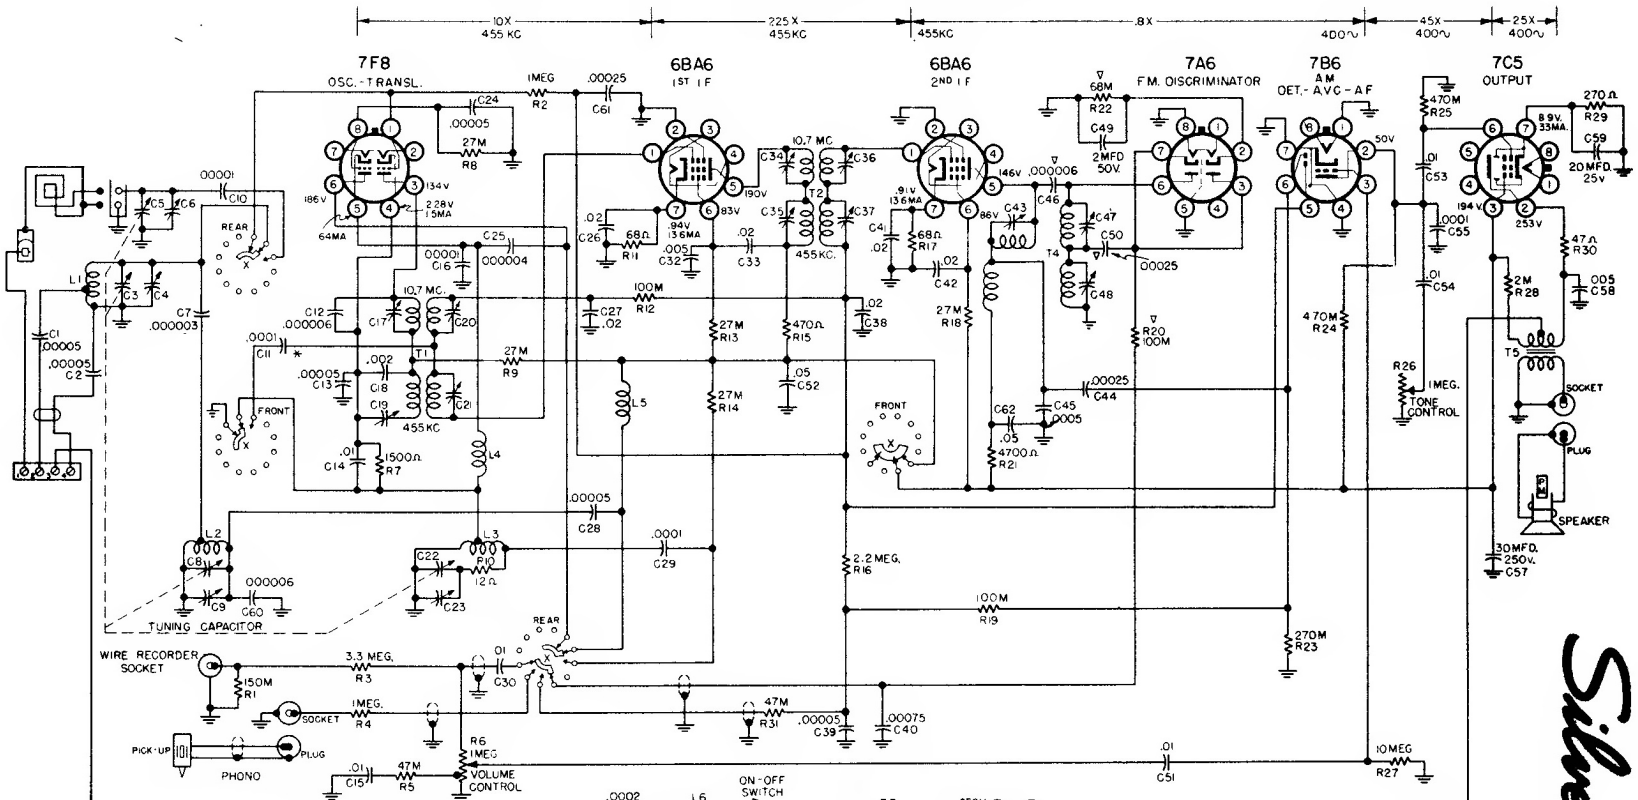 10X
455 KC
225X
455KC
.8X
455KC
400~
45X
400~
25X
400~
7F8
OSC.-TRANSL.
6BA6
1ST IF
6BA6
2ND IF
7A6
F.M. DISCRIMINATOR
7B6
AM
DET.-AVC-AF
7C5
OUTPUT
1MEG
R2
.00025
C61
C24
.00005
27M
R8
134V
228V
15MA
186V
64MA
C25
.000004
.00001
C16
.00001
C10
C5
C6
REAR
X
L1
C3
C4
C7
.000003
C1
.00005
.00005
C2
C12
.000006
10.7 MC.
C17
C20
T1
.0001
C11
*
.00005
C13
.002
C18
C19
C21
455KC
.01
C14
1500Ω
R7
FRONT
X
27M
R9
L4
L5
.02
C26
68Ω
R11
.94V
13.6MA
83V
190V
.005
C32
.02
C33
C34
10.7 MC
C36
T2
C35
C37
455KC.
C27
.02
100M
R12
27M
R13
470Ω
R15
.02
C38
27M
R14
.05
C52
.91V
13.6MA
C41
.02
68Ω
R17
.02
C42
86V
146V
27M
R18
C43
.000006
C46
C47
T4
C50
.00025
C48
68M
R22
C49
2MFD
50V.
R20
100M
50V
470M
R24
470M
R25
.01
C53
.0001
C55
.01
C54
R26
1MEG.
TONE
CONTROL
8.9V.
33MA.
270Ω
R29
C59
20MFD.
25V
194V.
253V
47Ω
R30
2M
R28
.005
C58
T5
SOCKET
PLUG
PM
SPEAKER
30MFD.
250V.
C57
FRONT
X
C62
.05
4700Ω
R21
C45
.0005
.00025
C44
L2
C8
C9
.000006
C60
TUNING CAPACITOR
C22
C23
L3
R10
12Ω
.00005
C28
.0001
C29
2.2 MEG.
R16
100M
R19
270M
R23
REAR
X
WIRE RECORDER
SOCKET
150M
R1
3.3 MEG.
R3
.01
C30
SOCKET
1MEG.
R4
47M
R31
.00005
C39
.00075
C40
PICK-UP
PHONO
PLUG
R6
1MEG
VOLUME
CONTROL
.01
C15
47M
R5
.01
C51
10MEG
R27
ON-OFF
SWITCH
.0002
L6